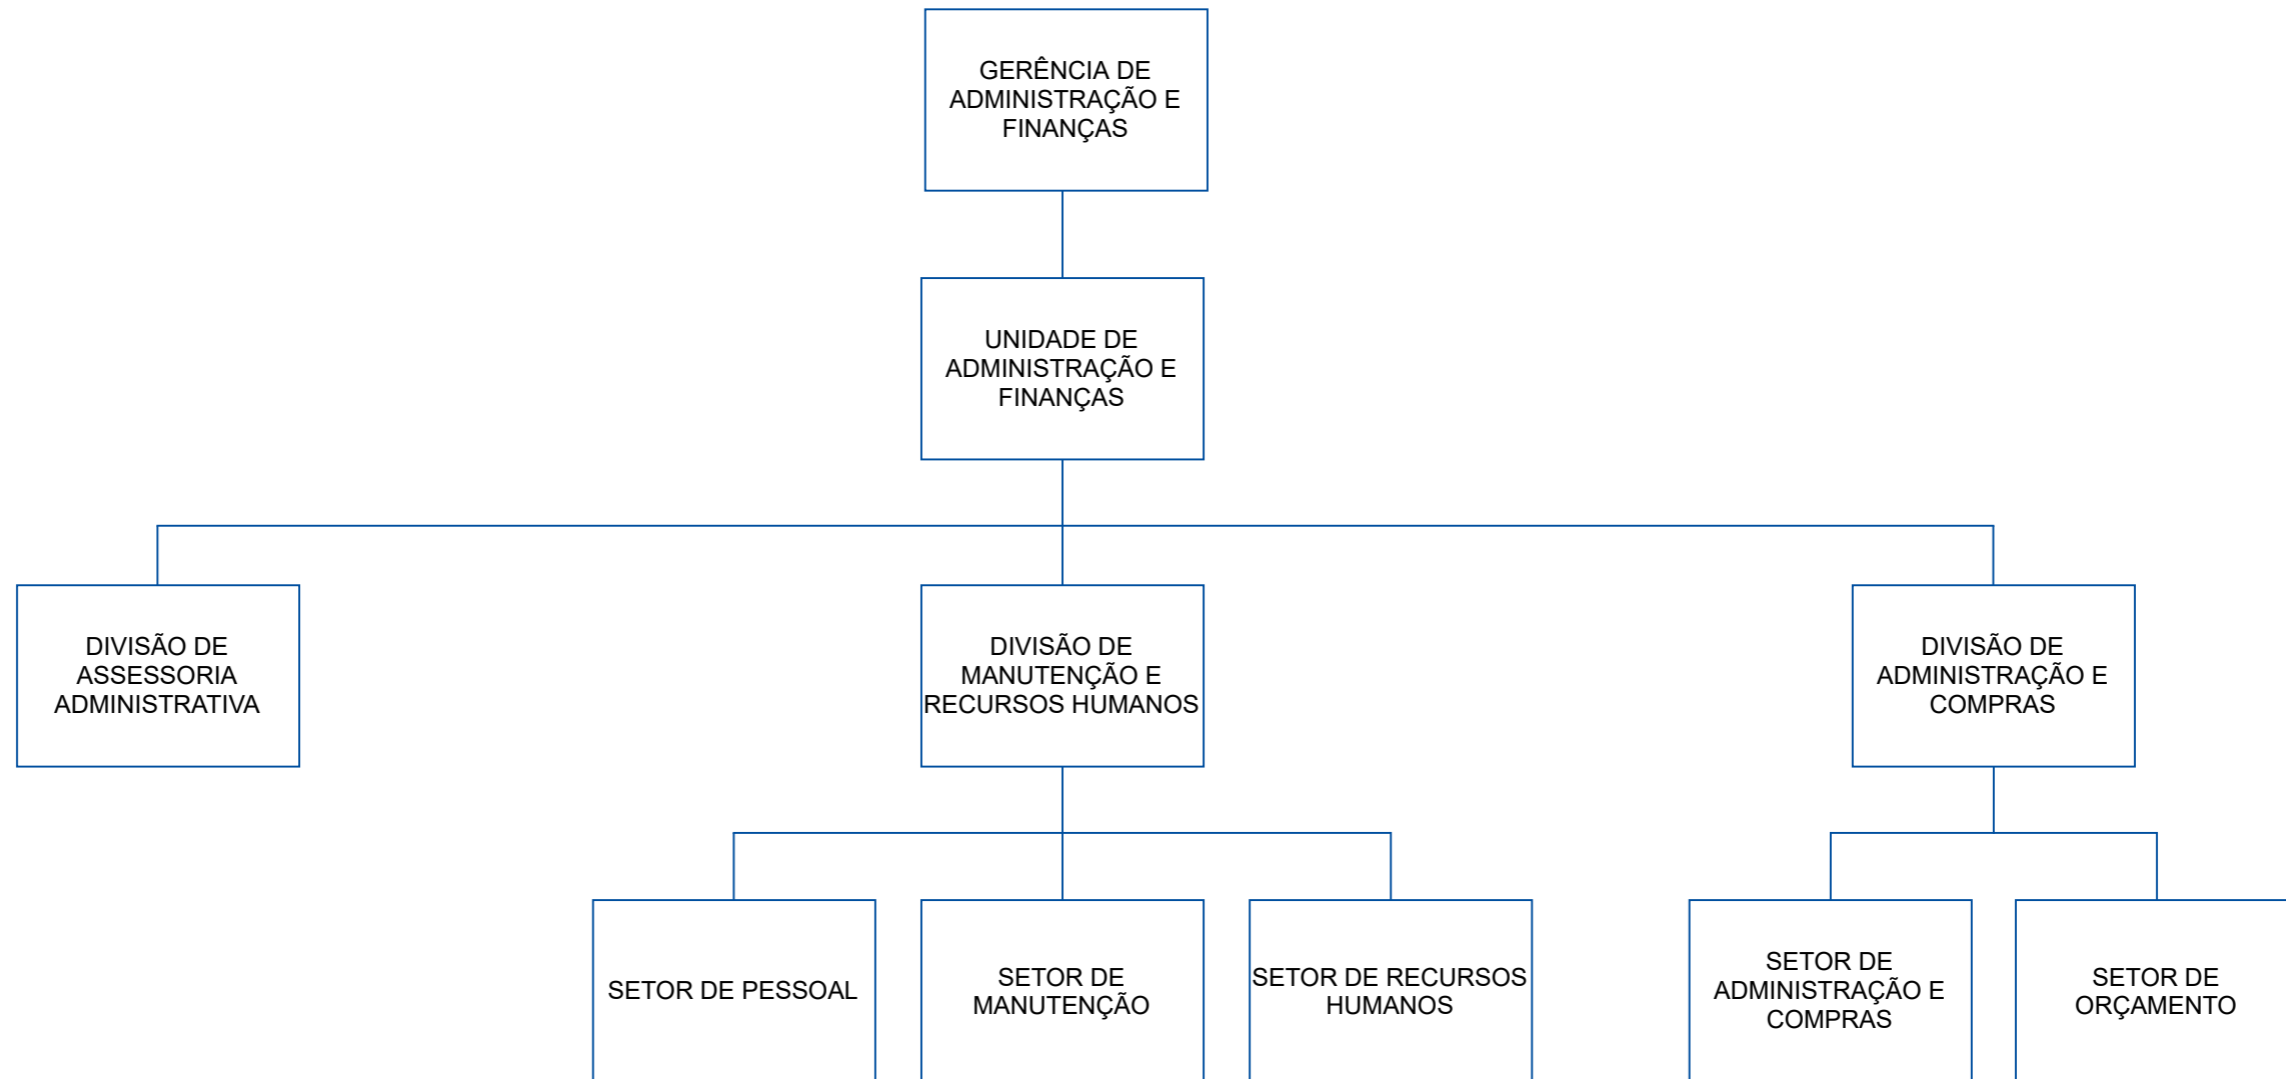 GERÊNCIA DE
ADMINISTRAÇÃO E
FINANÇAS
UNIDADE DE
ADMINISTRAÇÃO E
FINANÇAS
DIVISÃO DE
ASSESSORIA
ADMINISTRATIVA
DIVISÃO DE
MANUTENÇÃO E
RECURSOS HUMANOS
DIVISÃO DE
ADMINISTRAÇÃO E
COMPRAS
SETOR DE PESSOAL
SETOR DE
MANUTENÇÃO
SETOR DE RECURSOS
HUMANOS
SETOR DE
ADMINISTRAÇÃO E
COMPRAS
SETOR DE
ORÇAMENTO